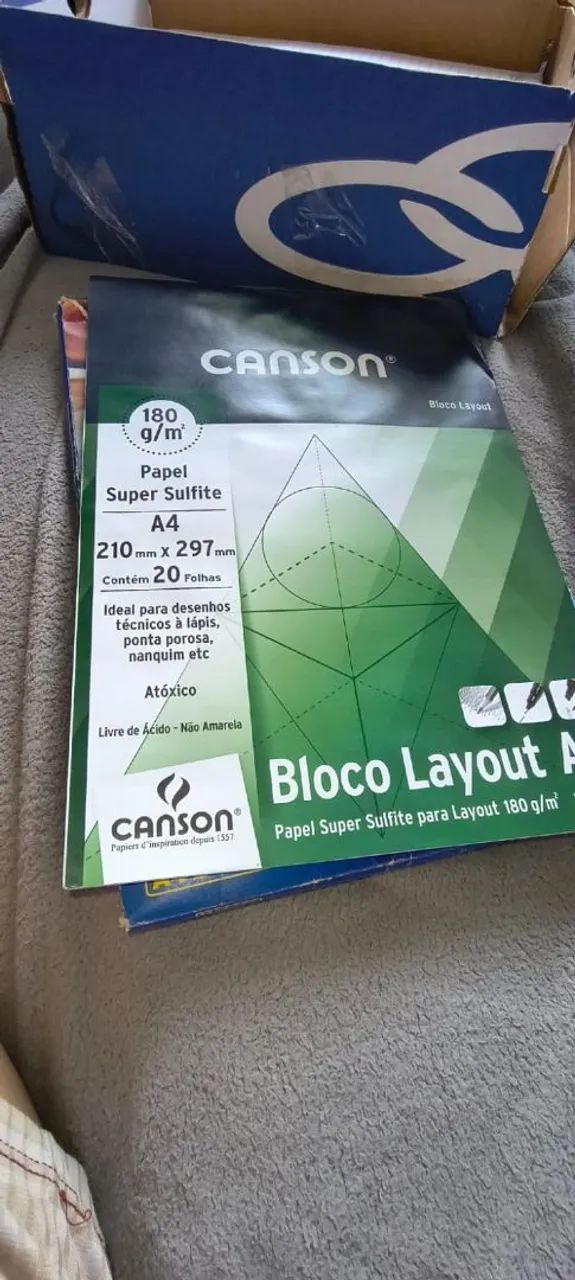 CANSON®
Bloco Layout
180
g/m²
Papel
Super Sulfite
A4
210 mm x 297 mm
Contém 20 Folhas
Ideal para desenhos
técnicos à lápis,
ponta porosa,
nanquim etc
Atóxico
Livre de Ácido - Não Amarela
CANSON®
Papiers d'inspiration depuis 1557
Bloco Layout A
Papel Super Sulfite para Layout 180 g/m²